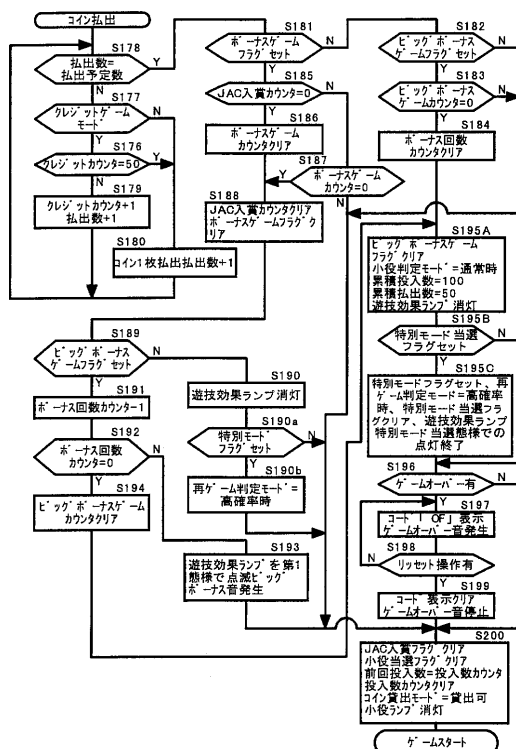 コイン払出
S178
払出数=
払出予定数
Y
N
S177
クレジットゲーム
モード
N
Y
S176
クレジットカウンタ=50
Y
N
S179
クレジットカウンタ+1
払出数+1
S180
コイン1枚払出払出数+1
S181
ボーナスゲーム
フラグセット
N
Y
S185
JAC入賞カウンタ=0
N
Y
S186
ボーナスゲーム
カウンタクリア
S187
Y
ボーナスゲーム
カウンタ=0
N
S188
JAC入賞カウンタクリア
ボーナスゲームフラグク
リア
S182
ビッグボーナスゲ
ームフラグセット
N
Y
S183
ビッグボーナス
ゲームカウンタ=0
N
Y
S184
ボーナス回数
カウンタクリア
S195A
ビッグボーナスゲーム
フラグクリア
小役判定モード=通常時
累積投入数=100
累積払出数=50
遊技効果ランプ消灯
S195B
特別モード当選
フラグセット
N
Y
S195C
特別モードフラグセット、再
ゲーム判定モード=高確率
時、特別モード当選フラ
グクリア、遊技効果ランプ
特別モード当選態様での
点灯終了
S189
ビッグボーナス
ゲームフラグセット
N
Y
S191
ボーナス回数カウンター1
S192
ボーナス回数
カウンタ=0
N
Y
S194
ビッグボーナスゲーム
カウンタクリア
S190
遊技効果ランプ消灯
S190a
特別モード
フラグセット
N
Y
S190b
再ゲーム判定モード=
高確率時
S193
遊技効果ランプを第1
態様で点滅ビッグ
ボーナス音発生
S196
ゲームオーバー有
N
Y
S197
コード「OF」表示
ゲームオーバー音発生
S198
N
リッセット操作有
Y
S199
コード表示クリア
ゲームオーバー音停止
S200
JAC入賞フラグクリア
小役当選フラグクリア
前回投入数=投入数カウンタ
投入数カウンタクリア
コイン貸出モード=貸出可
小役ランプ消灯
ゲームスタート